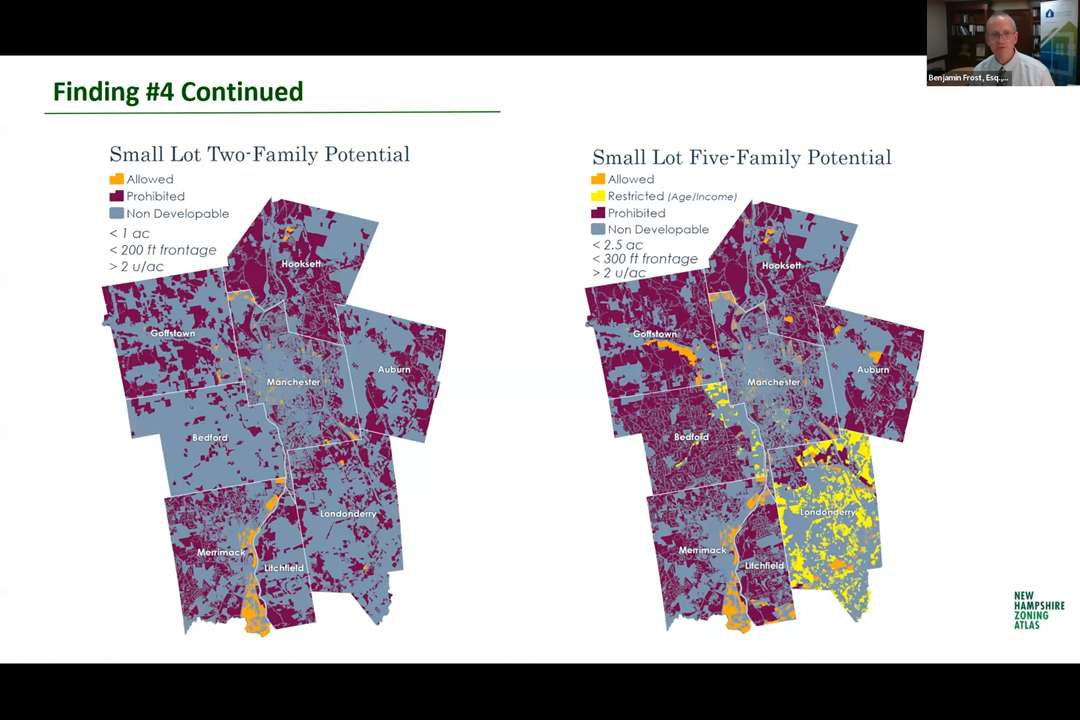 Benjamin Frost, Esq.,...
Finding #4 Continued
Small Lot Two-Family Potential
Allowed
Prohibited
Non Developable
< 1 ac
< 200 ft frontage
> 2 u/ac
Hooksett
Goffstown
Manchester
Auburn
Bedford
Londonderry
Merrimack
Litchfield
Small Lot Five-Family Potential
Allowed
Restricted (Age/Income)
Prohibited
Non Developable
< 2.5 ac
< 300 ft frontage
> 2 u/ac
Hooksett
Goffstown
Manchester
Auburn
Bedford
Londonderry
Merrimack
Litchfield
NEW
HAMPSHIRE
ZONING
ATLAS